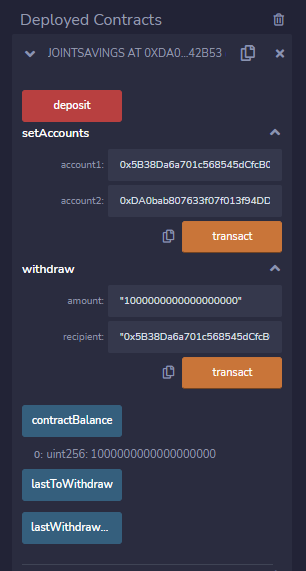 Deployed Contracts
JOINTSAVINGS AT 0XDA0...42B53
deposit
setAccounts
account1: 0x5B38Da6a701c568545dCfcB0
account2: 0xDA0bab807633f07f013f94DD
transact
withdraw
amount: "1000000000000000000"
recipient: "0x5B38Da6a701c568545dCfcB
transact
contractBalance
0: uint256: 1000000000000000000
lastToWithdraw
lastWithdraw...